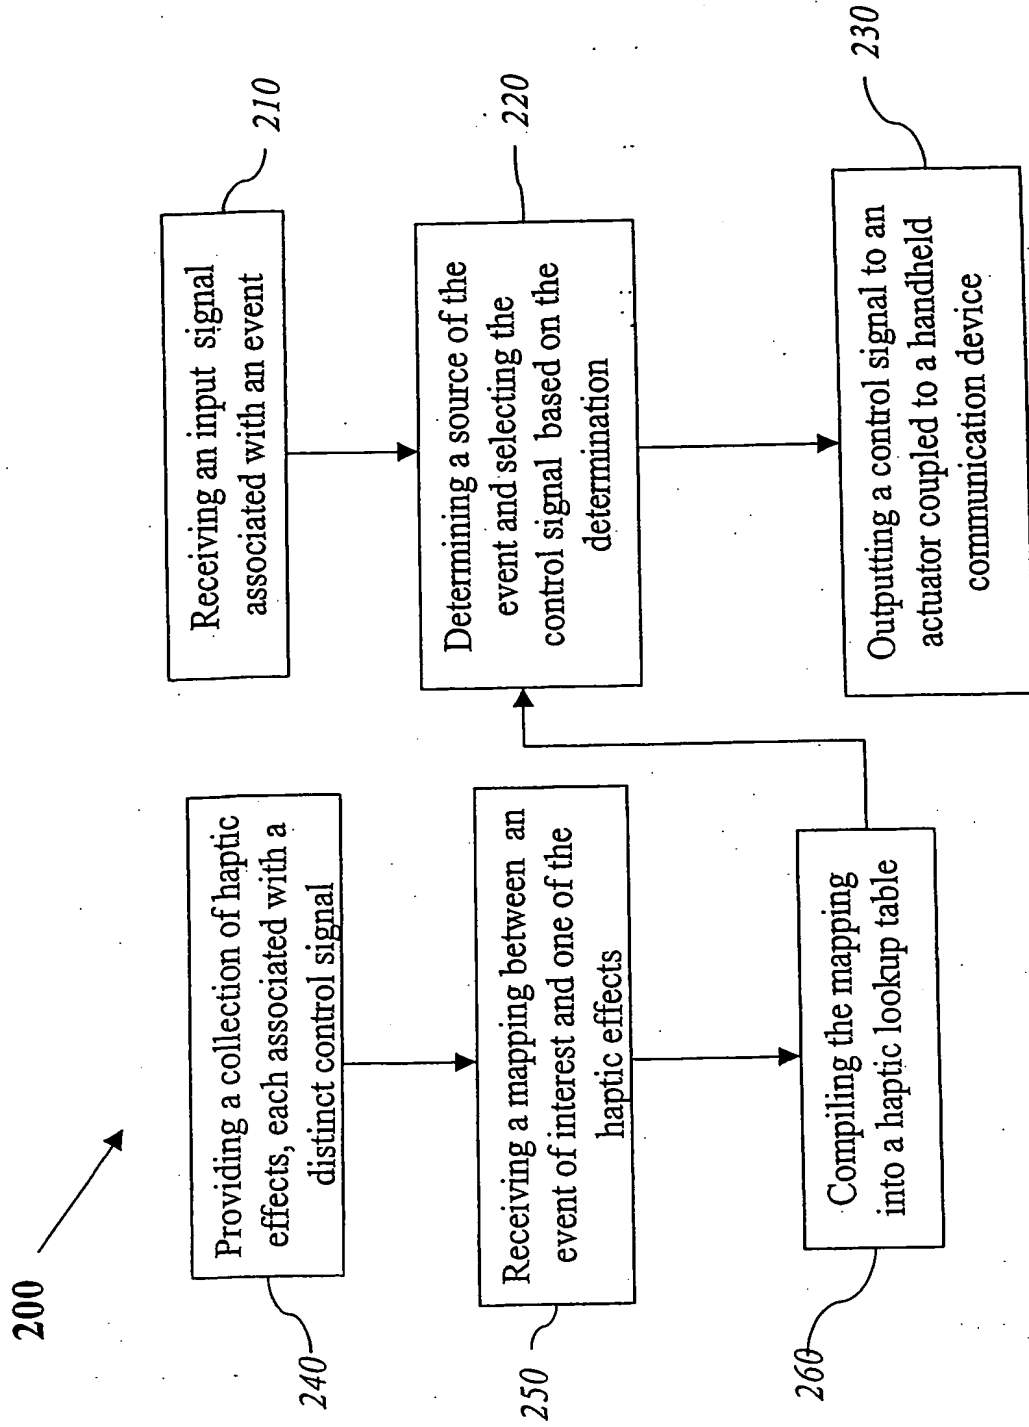 200
Providing a collection of haptic
effects, each associated with a
distinct control signal
240
Receiving a mapping between an
event of interest and one of the
haptic effects
250
Compiling the mapping
into a haptic lookup table
260
Receiving an input signal
associated with an event
210
Determining a source of the
event and selecting the
control signal based on the
determination
220
Outputting a control signal to an
actuator coupled to a handheld
communication device
230